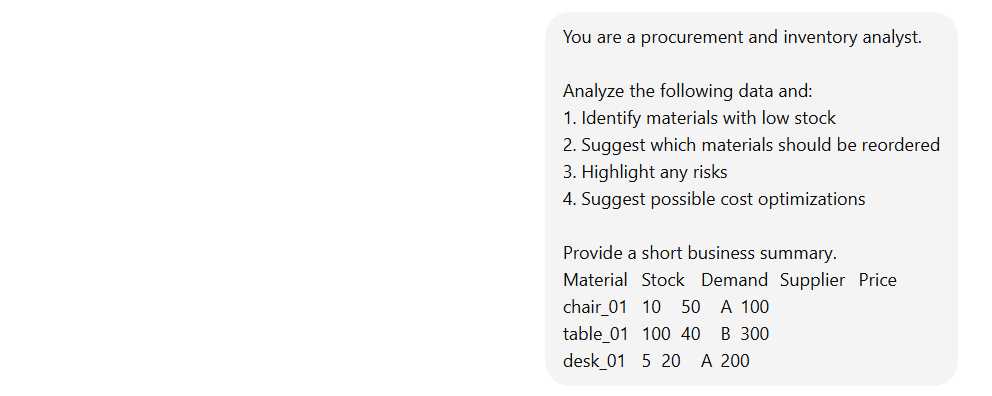 You are a procurement and inventory analyst.
Analyze the following data and:
1. Identify materials with low stock
2. Suggest which materials should be reordered
3. Highlight any risks
4. Suggest possible cost optimizations
Provide a short business summary.
Material Stock Demand Supplier Price
chair_01 10 50 A 100
table_01 100 40 B 300
desk_01 5 20 A 200